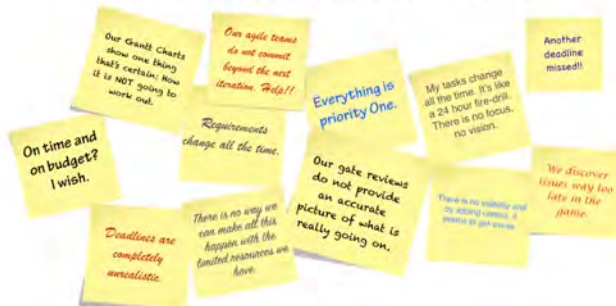 Our Gantt Charts
show one thing
that's certain: How
it is NOT going to
work out.
Our agile teams
do not commit
beyond the next
iteration. Help!!
Everything is
priority One.
My tasks change
all the time. It's like
a 24 hour fire-drill.
There is no focus,
no vision.
Another
deadline
missed!!
On time and
on budget?
I wish.
Requirements
change all the time.
Our gate reviews
do not provide
an accurate
picture of what is
really going on.
There is no visibility and
by adding
seems to get worse.
We discover
issues way too
late in the
game.
Deadlines are
completely
unrealistic.
There is no way we
can make all this
happen with the
limited resources we
have.